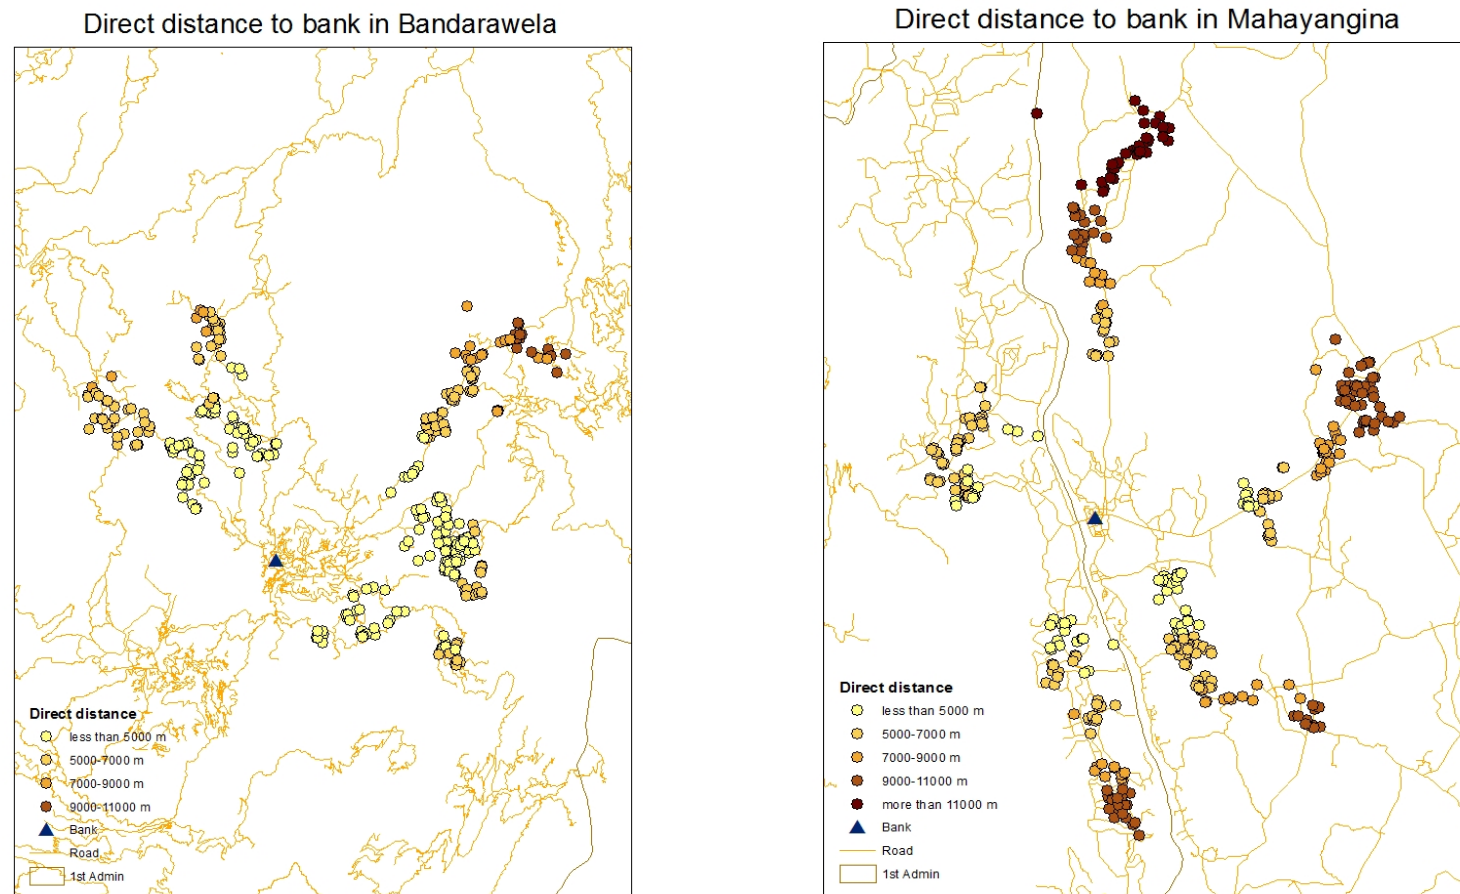 Direct distance to bank in Bandarawela
Direct distance
less than 5000 m
5000-7000 m
7000-9000 m
9000-11000 m
Bank
Road
1st Admin
Direct distance to bank in Mahayangina
Direct distance
less than 5000 m
5000-7000 m
7000-9000 m
9000-11000 m
more than 11000 m
Bank
Road
1st Admin